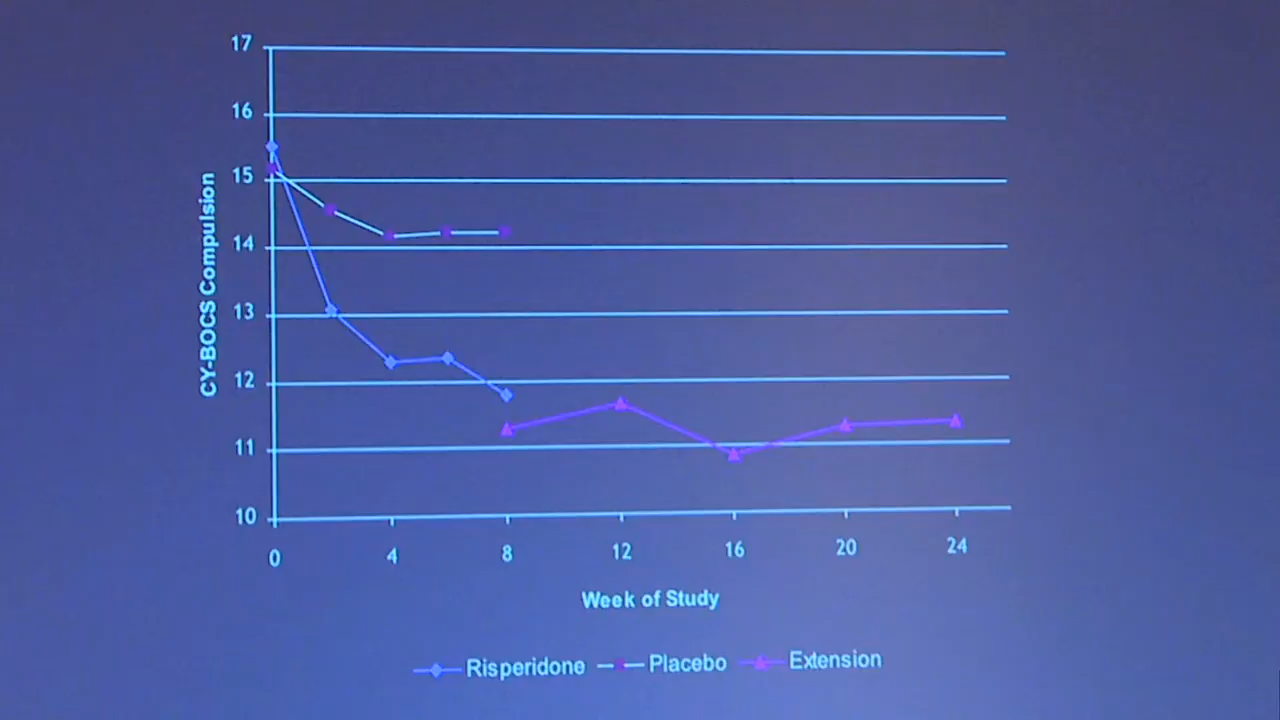 17
16
15
14
13
12
11
10
CY-BOCS Compulsion
0 4 8 12 16 20 24
Week of Study
Risperidone Placebo Extension